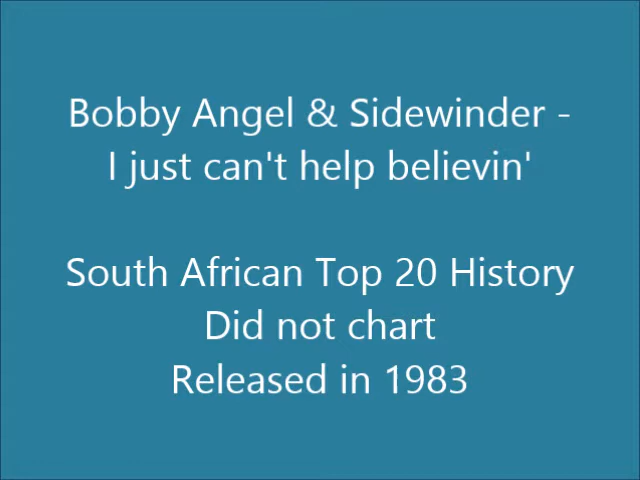 Bobby Angel & Sidewinder -
I just can't help believin'
South African Top 20 History
Did not chart
Released in 1983